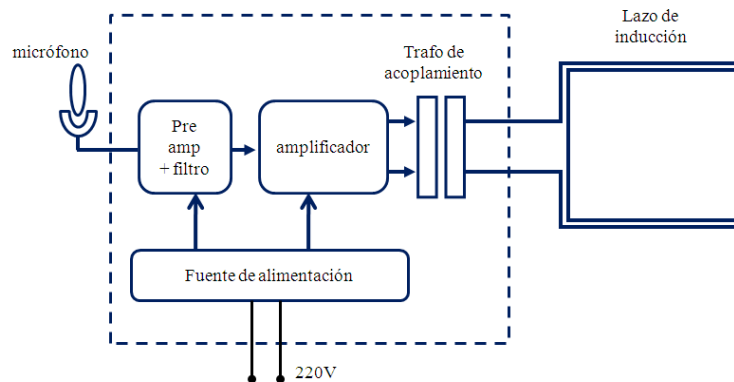 micrófono
Pre
amp
+ filtro
amplificador
Trafo de
acoplamiento
Lazo de
inducción
Fuente de alimentación
220V